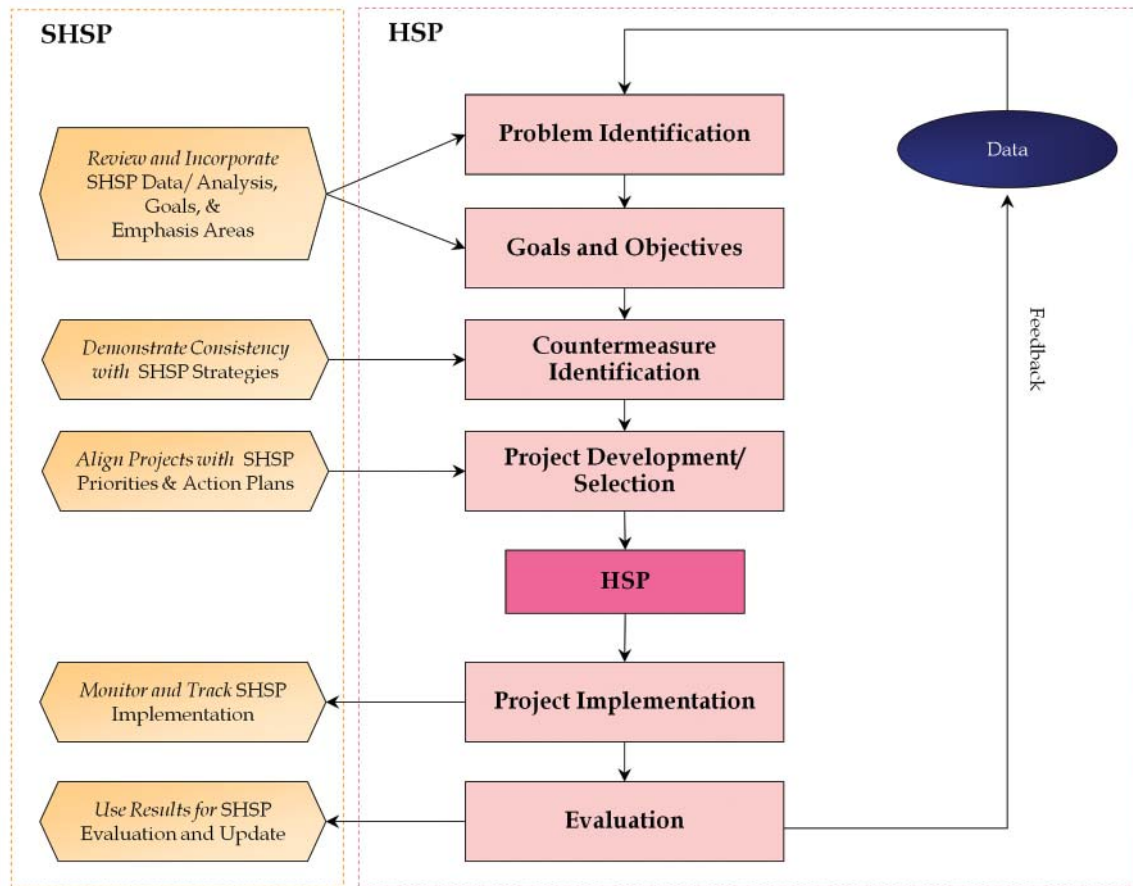 SHSP
HSP
Problem Identification
Data
Review and Incorporate
SHSP Data/Analysis,
Goals, &
Emphasis Areas
Goals and Objectives
Demonstrate Consistency
with SHSP Strategies
Countermeasure
Identification
Feedback
Align Projects with SHSP
Priorities & Action Plans
Project Development/
Selection
HSP
Monitor and Track SHSP
Implementation
Project Implementation
Use Results for SHSP
Evaluation and Update
Evaluation